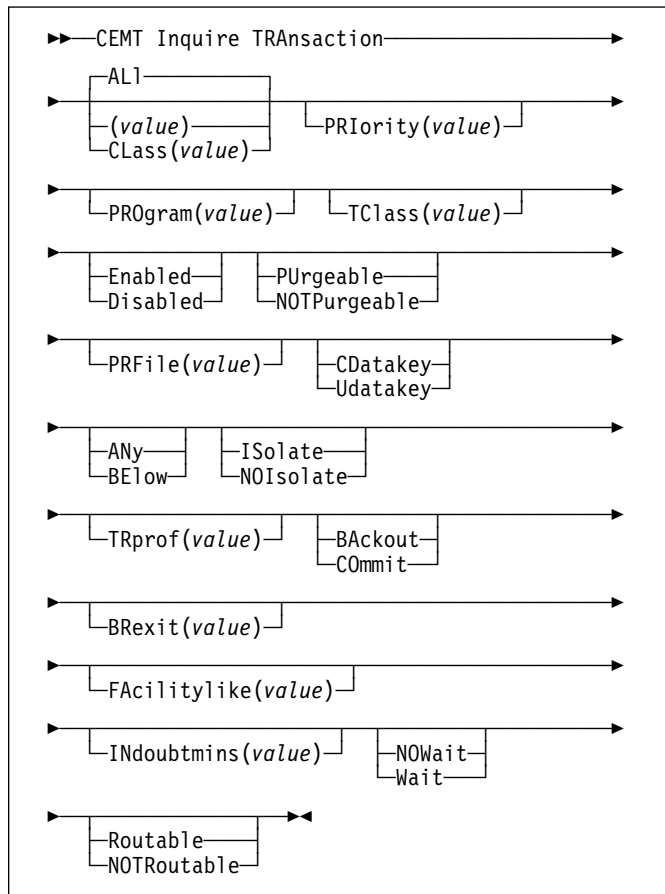 CEMT Inquire TRAnsaction
ALl
(value)
CLass(value)
PRIority(value)
PROgram(value)
TClass(value)
Enabled
Disabled
PUrgeable
NOTPurgeable
PRFile(value)
CDatakey
Udatakey
ANy
BElow
ISolate
NOIsolate
TRprof(value)
BAckout
COmmit
BRexit(value)
FAcilitylike(value)
INdoubtmins(value)
NOWait
Wait
Routable
NOTRoutable